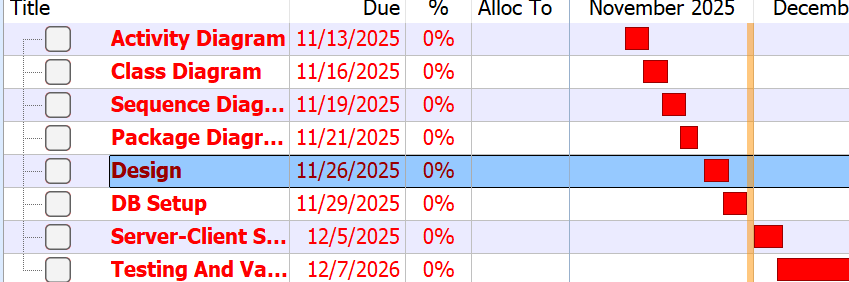 Title Due % Alloc To November 2025 Decemb
Activity Diagram 11/13/2025 0%
Class Diagram 11/16/2025 0%
Sequence Diag... 11/19/2025 0%
Package Diagr... 11/21/2025 0%
Design 11/26/2025 0%
DB Setup 11/29/2025 0%
Server-Client S... 12/5/2025 0%
Testing And Va... 12/7/2026 0%